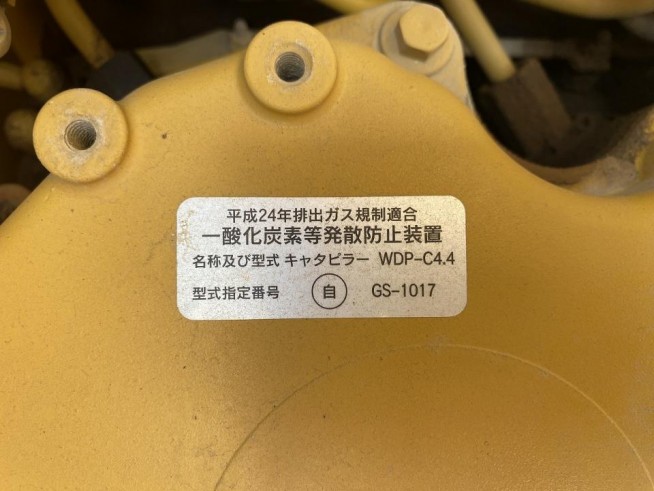 平成24年排出ガス規制適合
一酸化炭素等発散防止装置
名称及び型式 キャタピラー WDP-C4.4
型式指定番号 自 GS-1017